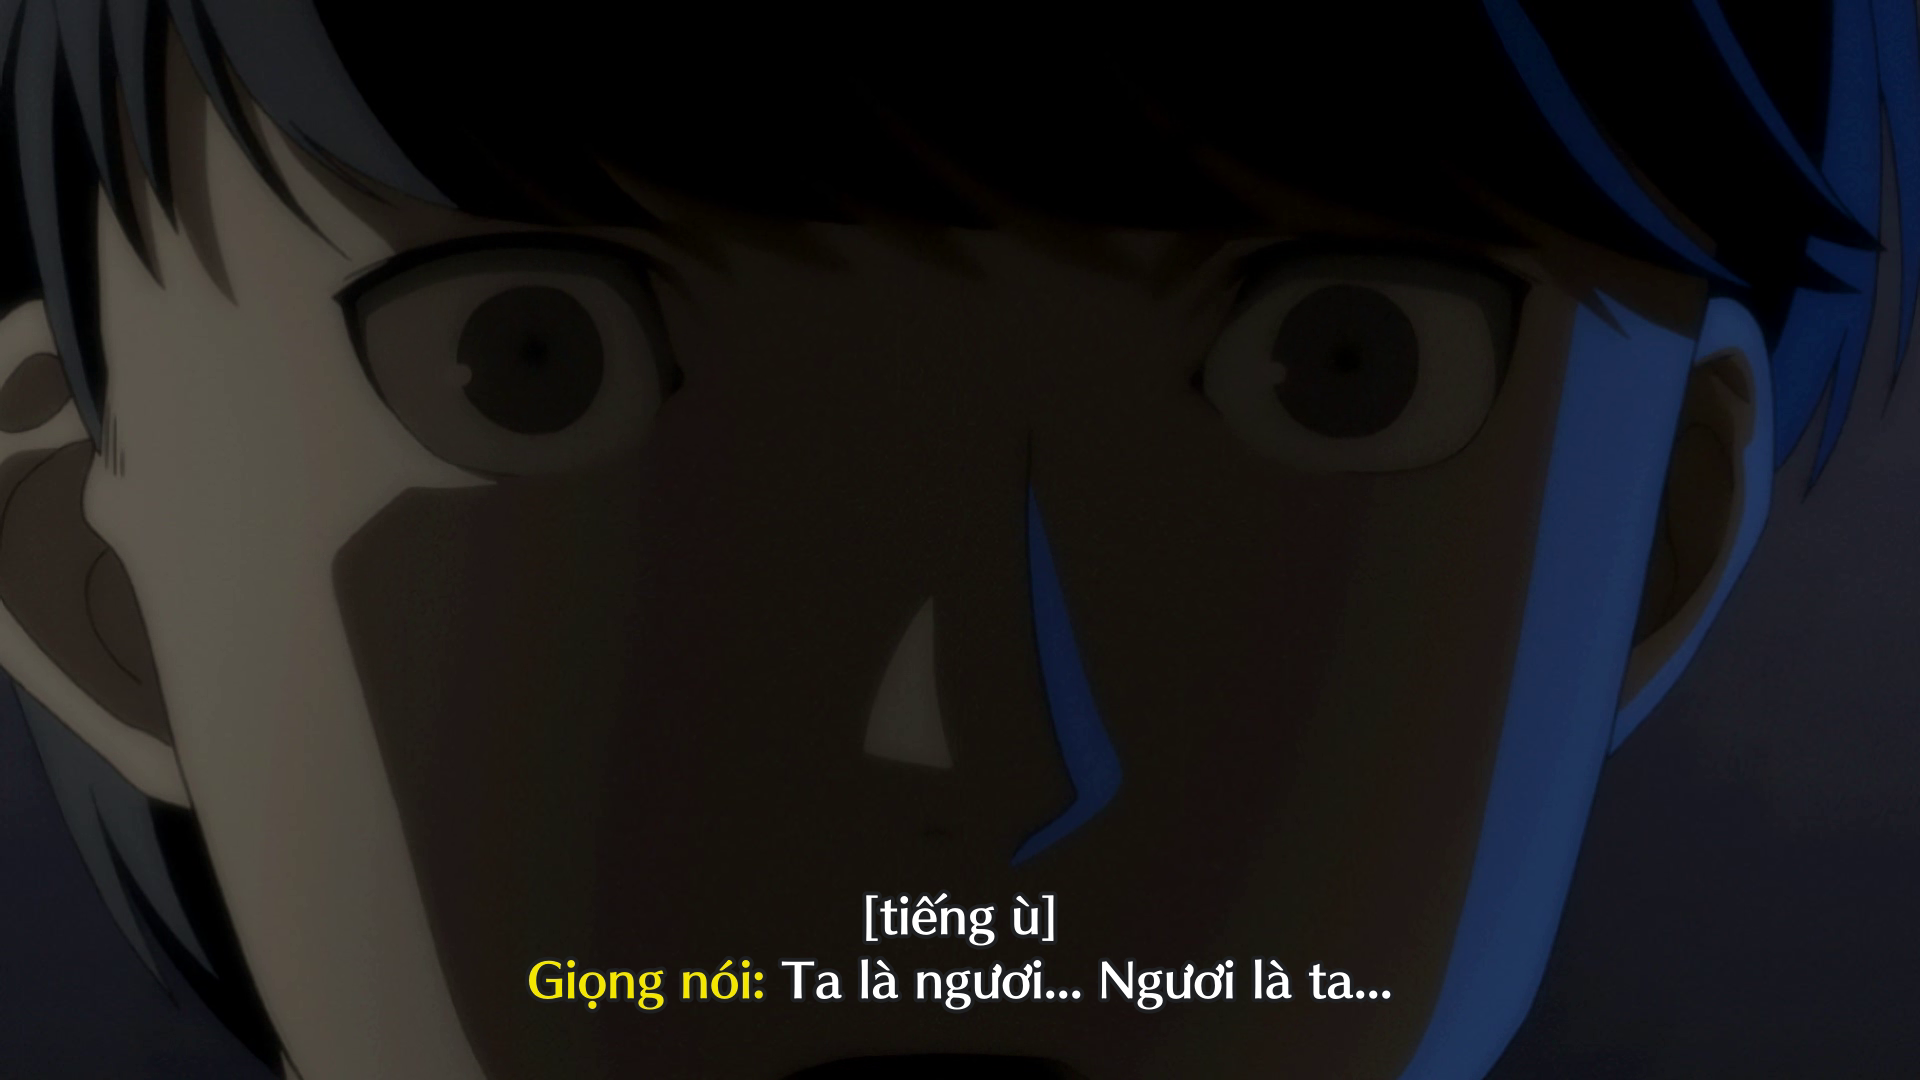 [tiếng ù]
Giọng nói: Ta là ngươi... Ngươi là ta...